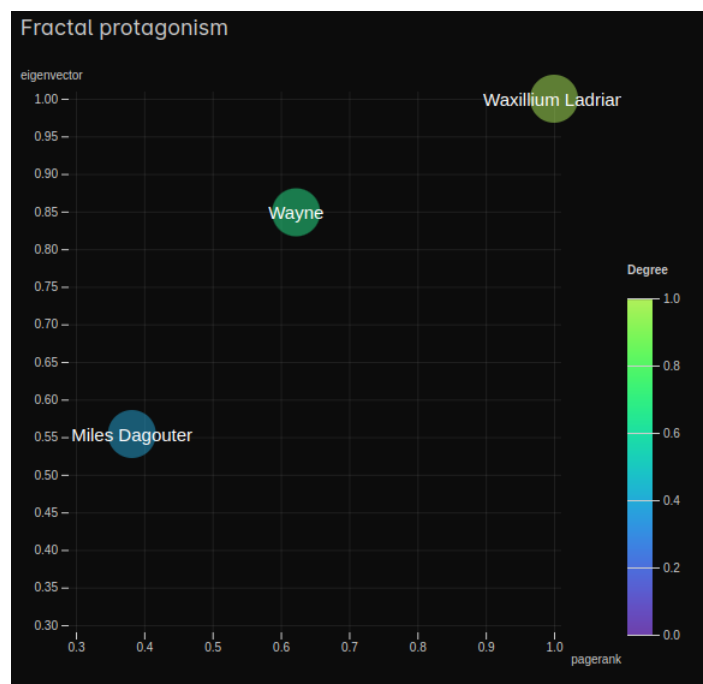 Fractal protagonism
eigenvector
1.00
Waxillium Ladriar
0.95
0.90
0.85
Wayne
0.80
0.75
0.70
0.65
0.60
0.55
Miles Dagouter
0.50
0.45
0.40
0.35
0.30
0.3 0.4 0.5 0.6 0.7 0.8 0.9 1.0
pagerank
Degree
1.0
0.8
0.6
0.4
0.2
0.0